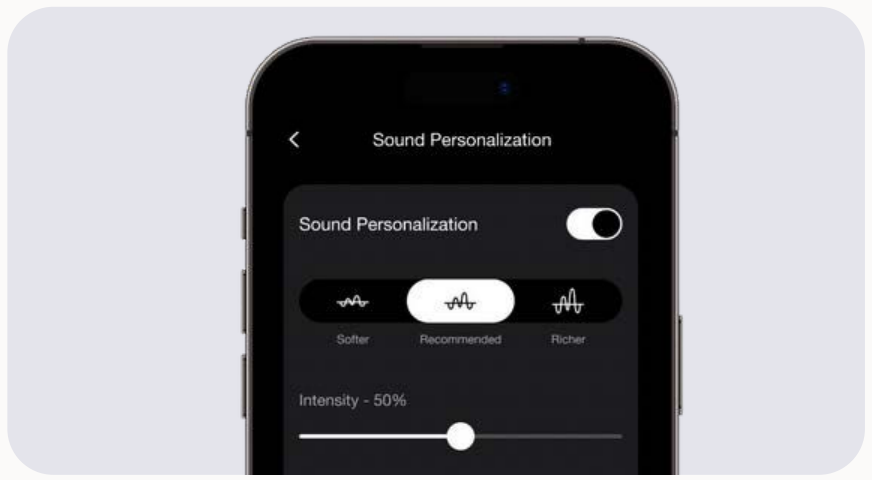 Sound Personalization
Sound Personalization
Softer
Recommended
Richer
Intensity - 50%